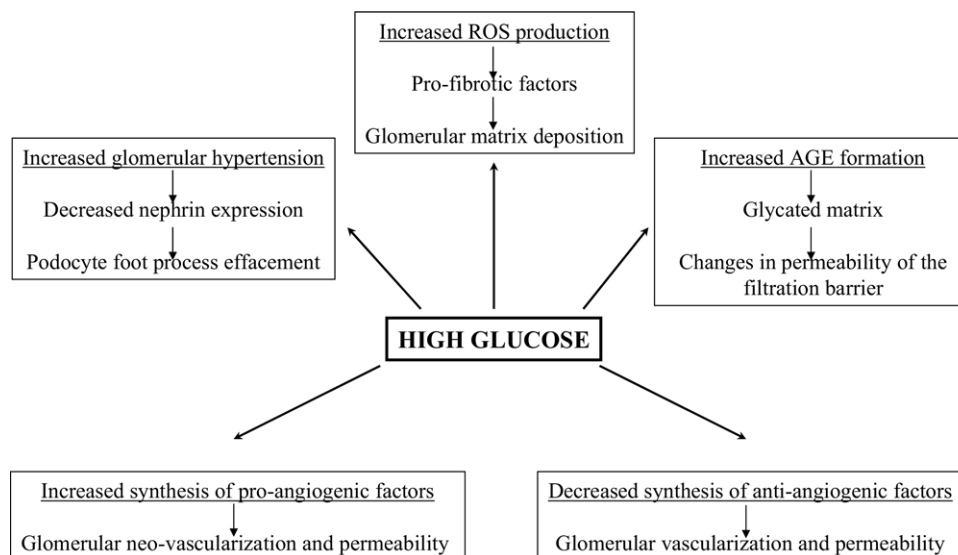 Increased ROS production
Pro-fibrotic factors
Glomerular matrix deposition
Increased glomerular hypertension
Decreased nephrin expression
Podocyte foot process effacement
Increased AGE formation
Glycated matrix
Changes in permeability of the
filtration barrier
HIGH GLUCOSE
Increased synthesis of pro-angiogenic factors
Glomerular neo-vascularization and permeability
Decreased synthesis of anti-angiogenic factors
Glomerular vascularization and permeability